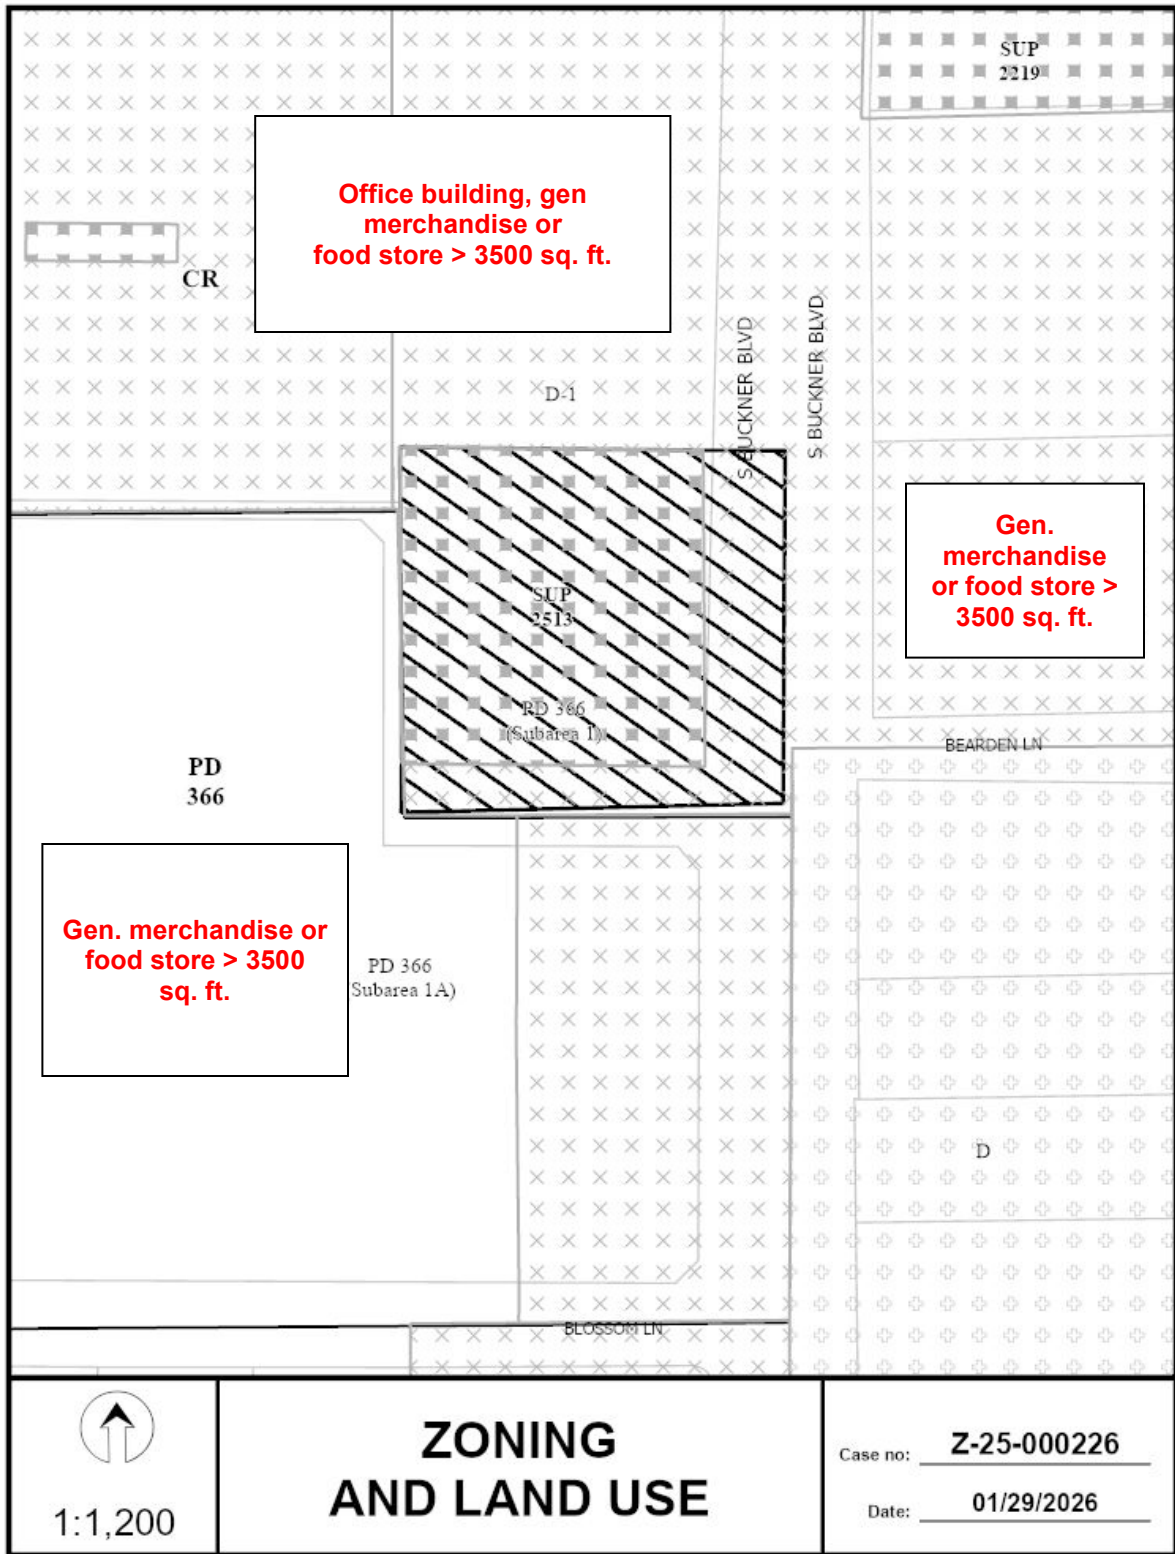 SUP
2219
Office building, gen
merchandise or
food store > 3500 sq. ft.
CR
S BUCKNER BLVD
S BUCKNER BLVD
D-1
Gen.
merchandise
or food store >
3500 sq. ft.
SUP
2513
PD 366
(Subarea 1)
BEARDEN LN
PD
366
Gen. merchandise or
food store > 3500
sq. ft.
PD 366
Subarea 1A)
D
BLOSSOM LN
1:1,200
ZONING
AND LAND USE
Case no: Z-25-000226
Date: 01/29/2026